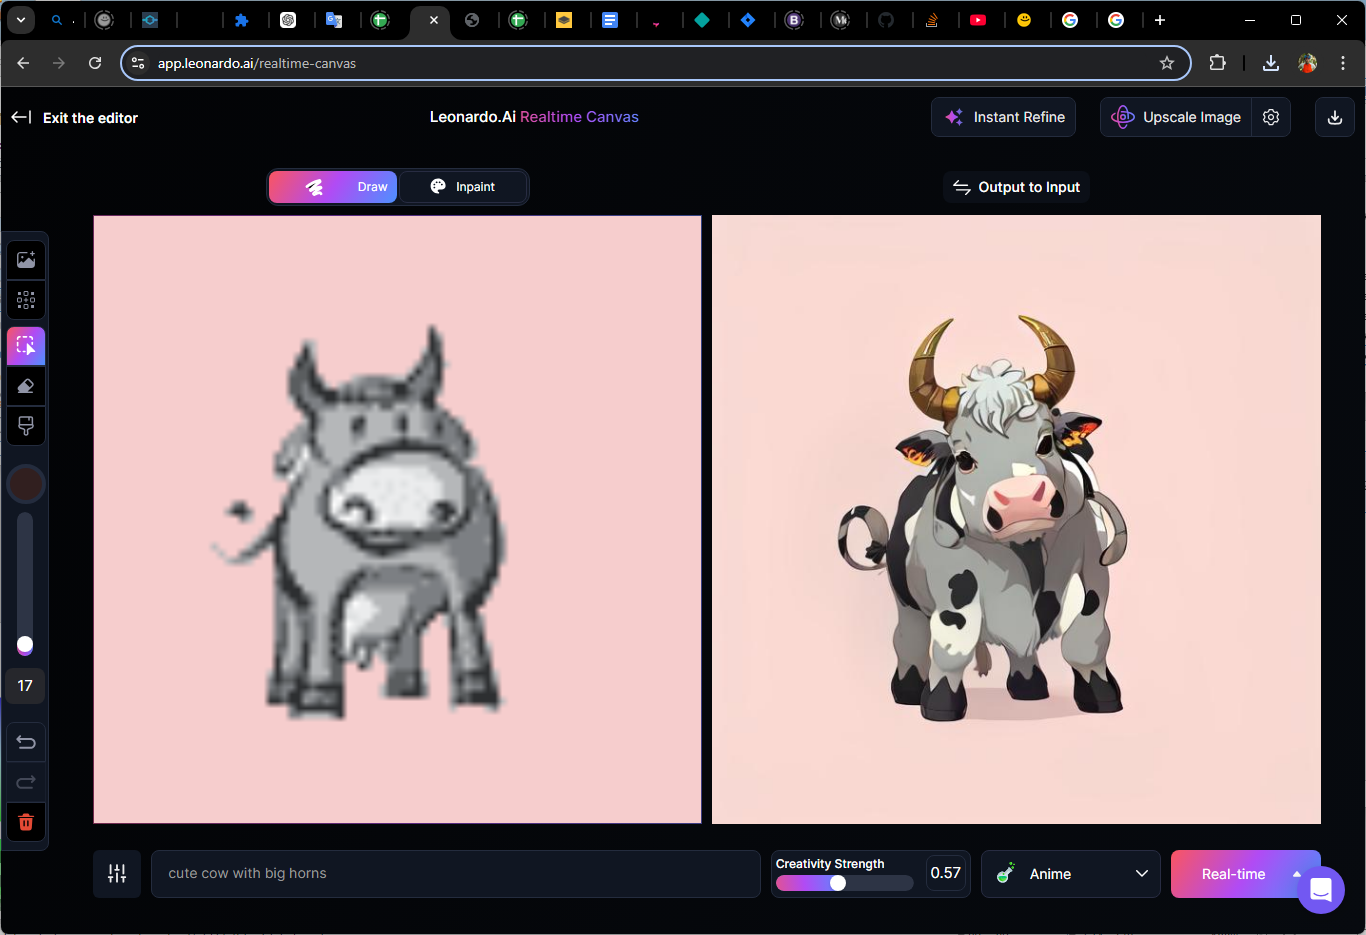 app.leonardo.ai/realtime-canvas
Exit the editor
Leonardo.Ai Realtime Canvas
Instant Refine
Upscale Image
Draw
Inpaint
Output to Input
17
cute cow with big horns
Creativity Strength
0.57
Anime
Real-time